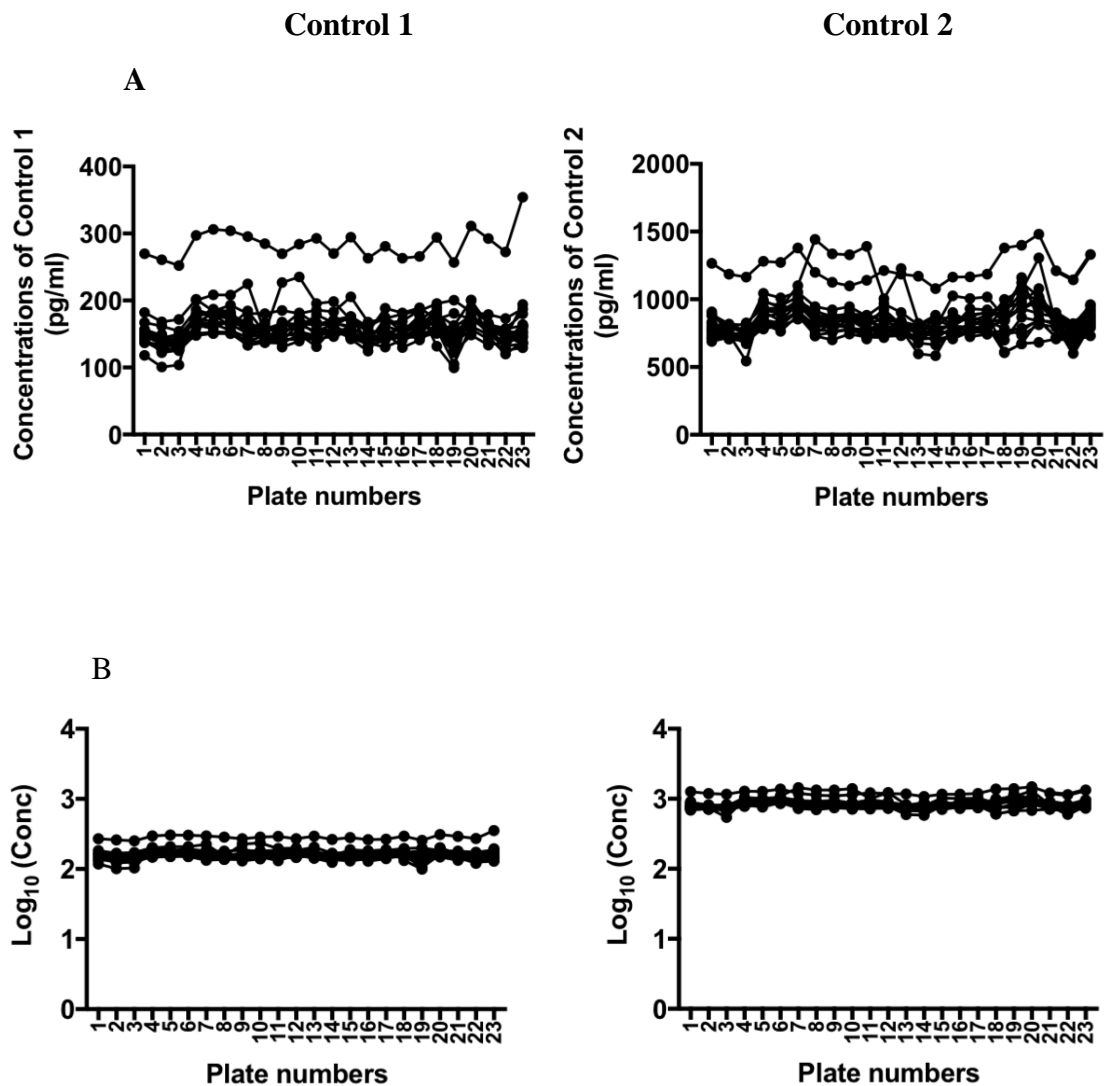 Control 1
Control 2
A
Concentrations of Control 1
(pg/ml)
400
300
200
100
0
1 2 3 4 5 6 7 8 9 10 11 12 13 14 15 16 17 18 19 20 21 22 23
Plate numbers
Concentrations of Control 2
(pg/ml)
2000
1500
1000
500
0
1 2 3 4 5 6 7 8 9 10 11 12 13 14 15 16 17 18 19 20 21 22 23
Plate numbers
B
Log10 (Conc)
4
3
2
1
0
1 2 3 4 5 6 7 8 9 10 11 12 13 14 15 16 17 18 19 20 21 22 23
Plate numbers
Log10 (Conc)
4
3
2
1
0
1 2 3 4 5 6 7 8 9 10 11 12 13 14 15 16 17 18 19 20 21 22 23
Plate numbers